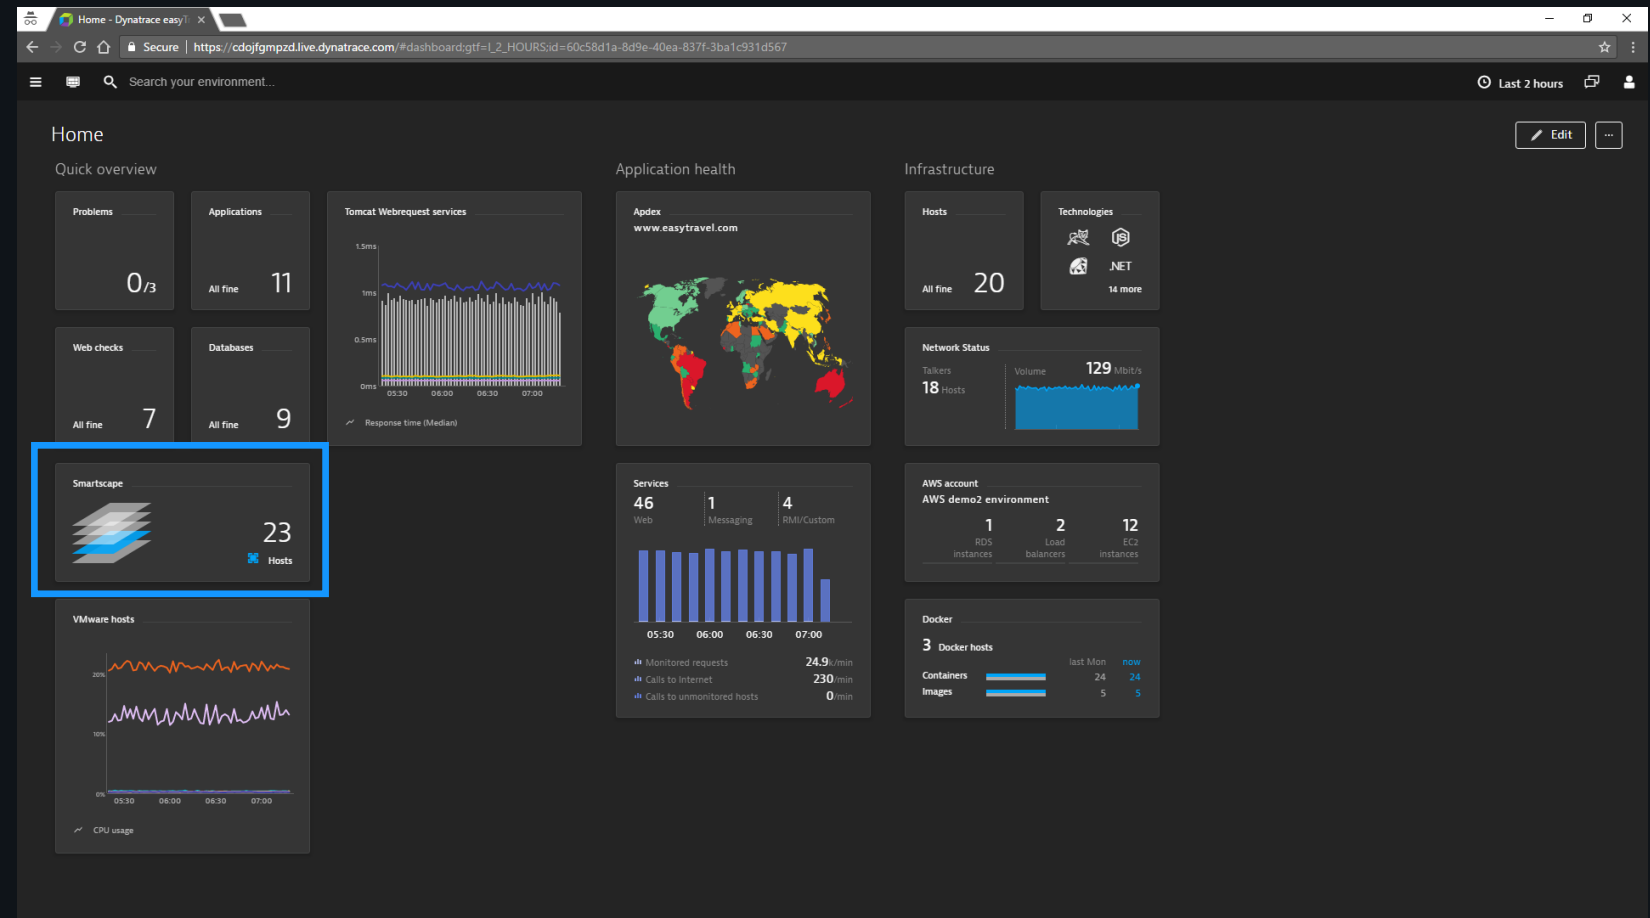 Home - Dynatrace easyT
Secure
https://cdojfgmpzd.live.dynatrace.com/#dashboard;gtf=l_2_HOURS;id=60c58d1a-8d9e-40ea-837f-3ba1c931d567
Search your environment...
Last 2 hours
Home
Edit
...
Quick overview
Problems
0/3
Applications
All fine 11
Tomcat Webrequest services
1.5ms
1ms
0.5ms
0ms
05:30 06:00 06:30 07:00
Response time (Median)
Web checks
All fine 7
Databases
All fine 9
Smartscape
23
Hosts
VMware hosts
20%
10%
0%
05:30 06:00 06:30 07:00
CPU usage
Application health
Apdex
www.easytravel.com
Services
46 1 4
Web Messaging RMI/Custom
05:30 06:00 06:30 07:00
Monitored requests 24.9k/min
Calls to Internet 230/min
Calls to unmonitored hosts 0/min
Infrastructure
Hosts
All fine 20
Technologies
JS
.NET
14 more
Network Status
Talkers
18 Hosts
Volume 129 Mbit/s
AWS account
AWS demo2 environment
1 2 12
RDS Load EC2
instances balancers instances
Docker
3 Docker hosts
last Mon now
Containers 24 24
Images 5 5